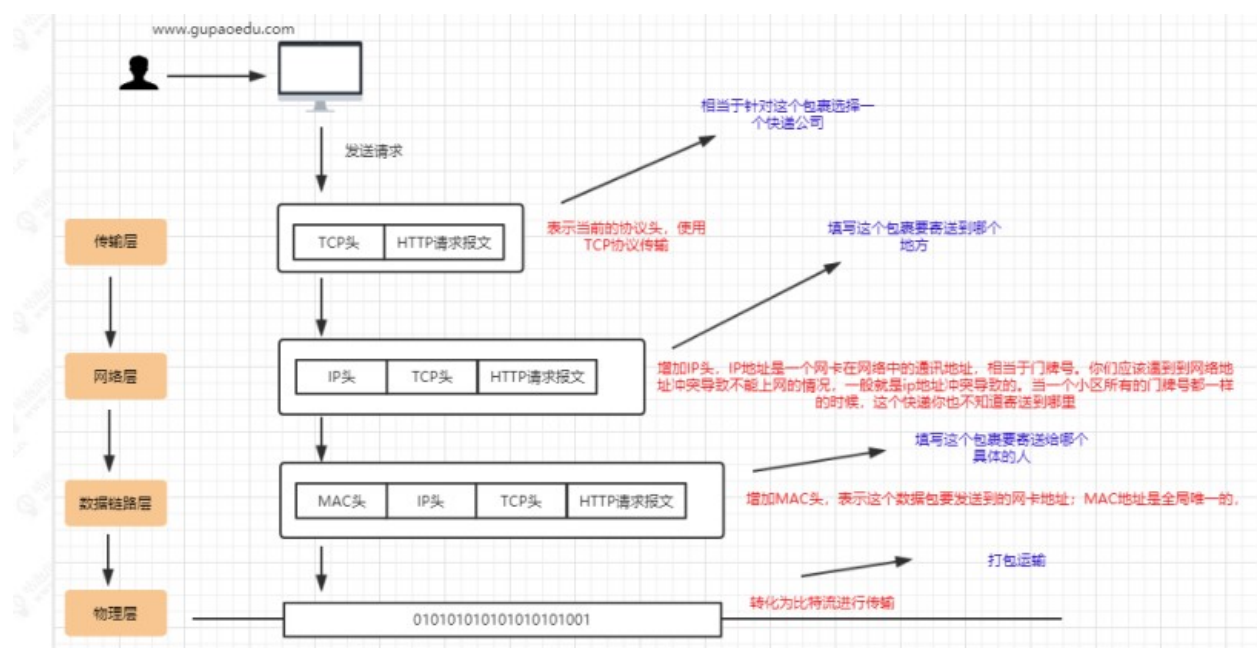 www.gupaoedu.com
相当于针对这个包裹选择一
个快递公司
发送请求
传输层
TCP头 HTTP请求报文
表示当前的协议头，使用
TCP协议传输
填写这个包裹要寄送到哪个
地方
网络层
IP头 TCP头 HTTP请求报文
增加IP头，IP地址是一个网卡在网络中的通讯地址，相当于门牌号。你们应该遇到到网络地
址冲突导致不能上网的情况，一般就是ip地址冲突导致的。当一个小区所有的门牌号都一样
的时候，这个快递你也不知道寄送到哪里
填写这个包裹要寄送给哪个
具体的人
数据链路层
MAC头 IP头 TCP头 HTTP请求报文
增加MAC头，表示这个数据包要发送到的网卡地址；MAC地址是全局唯一的，
打包运输
物理层
转化为比特流进行传输
0101010101010101010101001